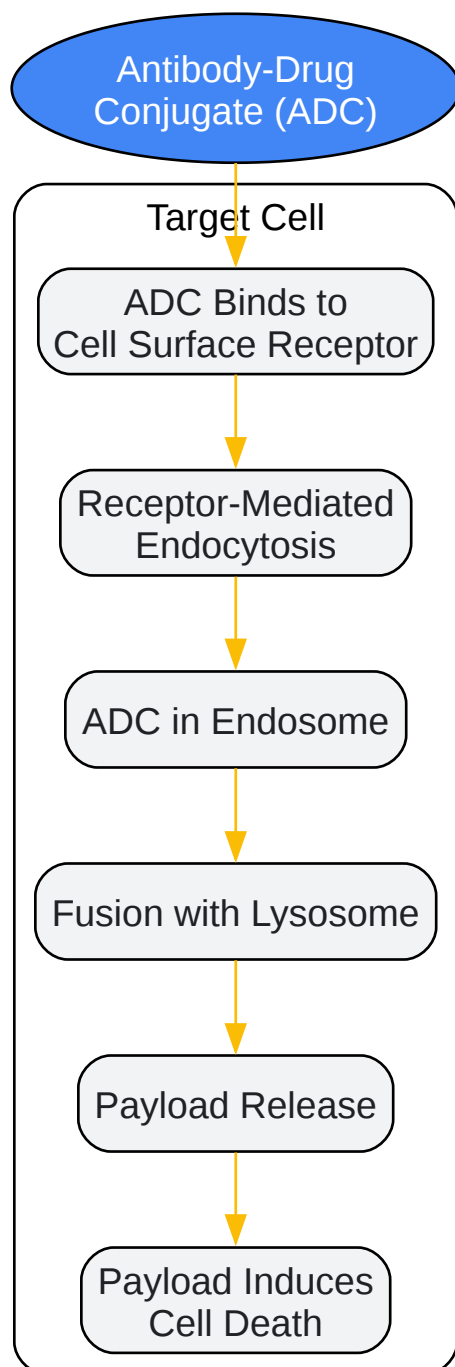 Antibody-Drug
Conjugate (ADC)
Target Cell
ADC Binds to
Cell Surface Receptor
Receptor-Mediated
Endocytosis
ADC in Endosome
Fusion with Lysosome
Payload Release
Payload Induces
Cell Death